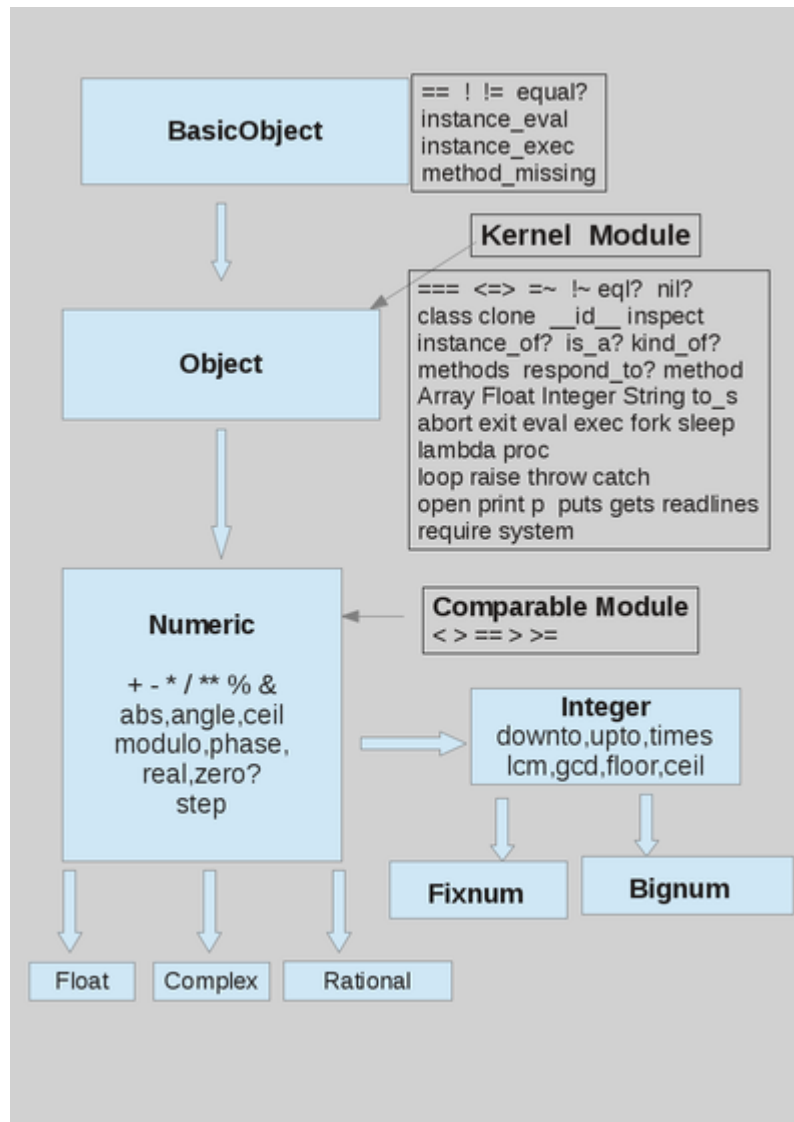 BasicObject
== ! != equal?
instance_eval
instance_exec
method_missing
Kernel Module
Object
=== <=> =~ !~ eql? nil?
class clone __id__ inspect
instance_of? is_a? kind_of?
methods respond_to? method
Array Float Integer String to_s
abort exit eval exec fork sleep
lambda proc
loop raise throw catch
open print p puts gets readlines
require system
Numeric
+ - * / ** % &
abs,angle,ceil
modulo,phase,
real,zero?
step
Comparable Module
< > == > >=
Integer
downto,upto,times
lcm,gcd,floor,ceil
Fixnum
Bignum
Float
Complex
Rational